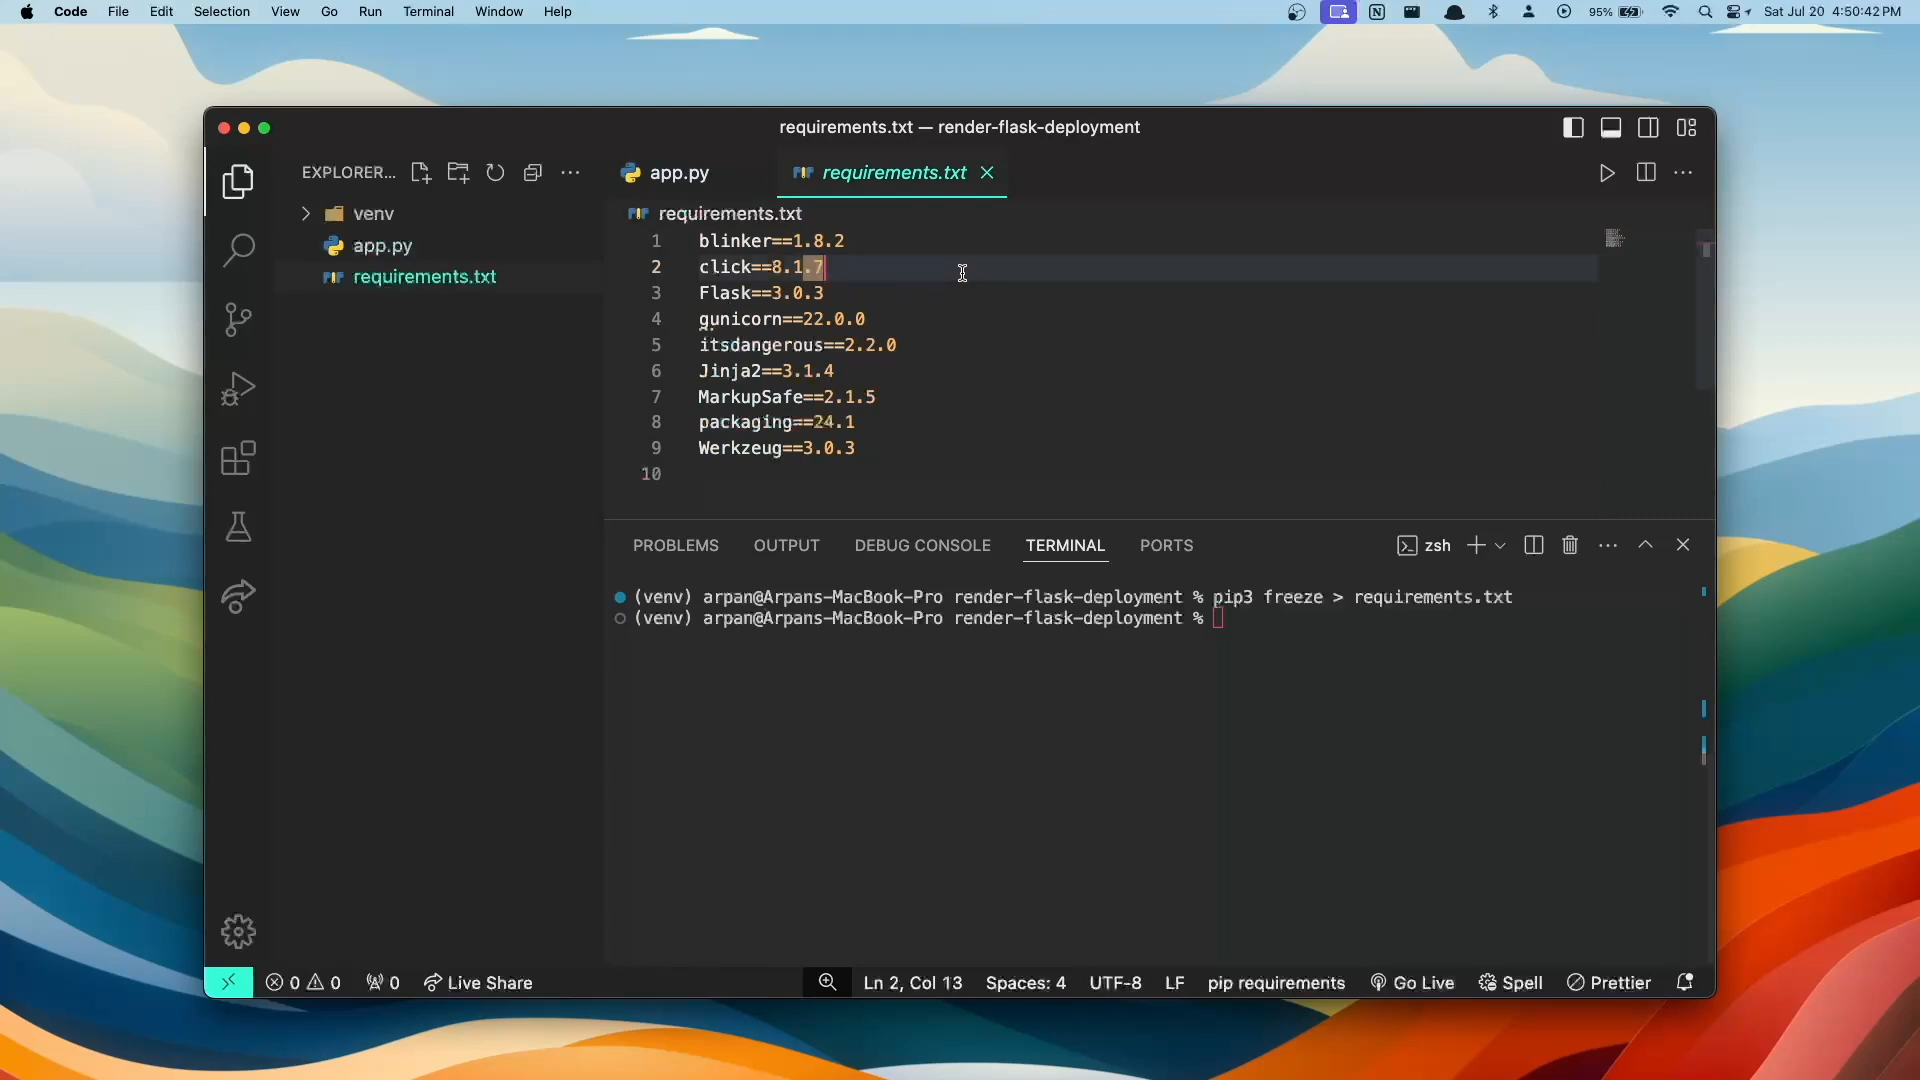 Code File Edit Selection View Go Run Terminal Window Help 95% Sat Jul 20 4:50:42 PM
requirements.txt — render-flask-deployment
EXPLORER...
app.py requirements.txt
venv
app.py
requirements.txt
requirements.txt
1 blinker==1.8.2
2 click==8.1.7
3 Flask==3.0.3
4 gunicorn==22.0.0
5 itsdangerous==2.2.0
6 Jinja2==3.1.4
7 MarkupSafe==2.1.5
8 packaging==24.1
9 Werkzeug==3.0.3
10
PROBLEMS OUTPUT DEBUG CONSOLE TERMINAL PORTS zsh
(venv) arpan@Arpans-MacBook-Pro render-flask-deployment % pip3 freeze > requirements.txt
(venv) arpan@Arpans-MacBook-Pro render-flask-deployment %
0 0 0 Live Share Ln 2, Col 13 Spaces: 4 UTF-8 LF pip requirements Go Live Spell Prettier